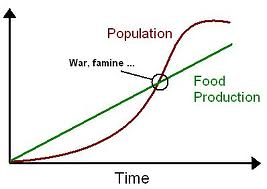 Population
War, famine ...
Food
Production
Time